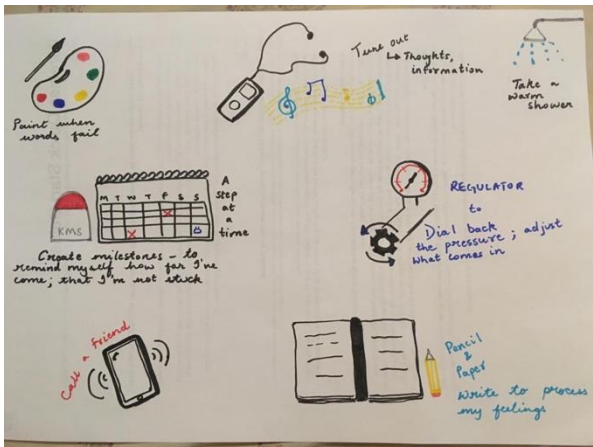 Paint when
words fail
Tune out
↳ Thoughts,
information
Take a
warm
shower
KMS
M T W T F S S
A
step
at
a
time
Create milestones – to
remind myself how far I've
come; that I'm not stuck
REGULATOR
to
Dial back
the pressure; adjust
what comes in
Call a friend
Pencil
&
Paper
Write to process
my feelings